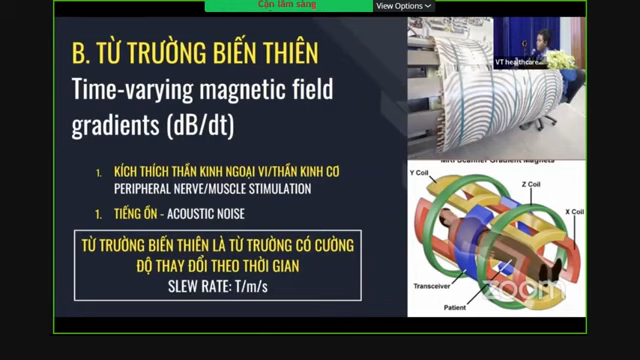 Cận lâm sàng
View Options
B. TỪ TRƯỜNG BIẾN THIÊN
Time-varying magnetic field
gradients (dB/dt)
1. KÍCH THÍCH THẦN KINH NGOẠI VI/THẦN KINH CƠ
PERIPHERAL NERVE/MUSCLE STIMULATION
1. TIẾNG ỒN - ACOUSTIC NOISE
TỪ TRƯỜNG BIẾN THIÊN LÀ TỪ TRƯỜNG CÓ CƯỜNG
ĐỘ THAY ĐỔI THEO THỜI GIAN
SLEW RATE: T/m/s
VT healthcare
MRI Scanner Gradient Magnets
Y Coil
Z Coil
X Coil
Transceiver
Patient
zoom